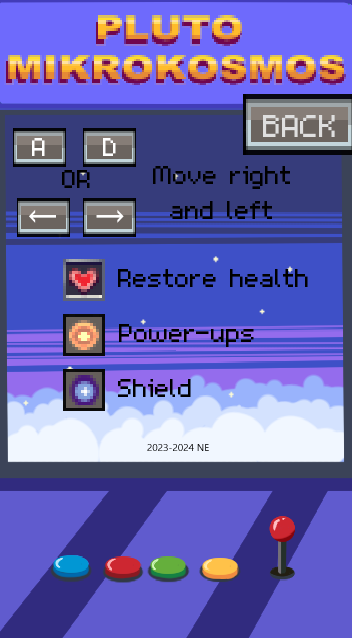 PLUTO
MIKROKOSMOS
BACK
A D
OR
← →
Move right
and left
Restore health
Power-ups
Shield
2023-2024 NE